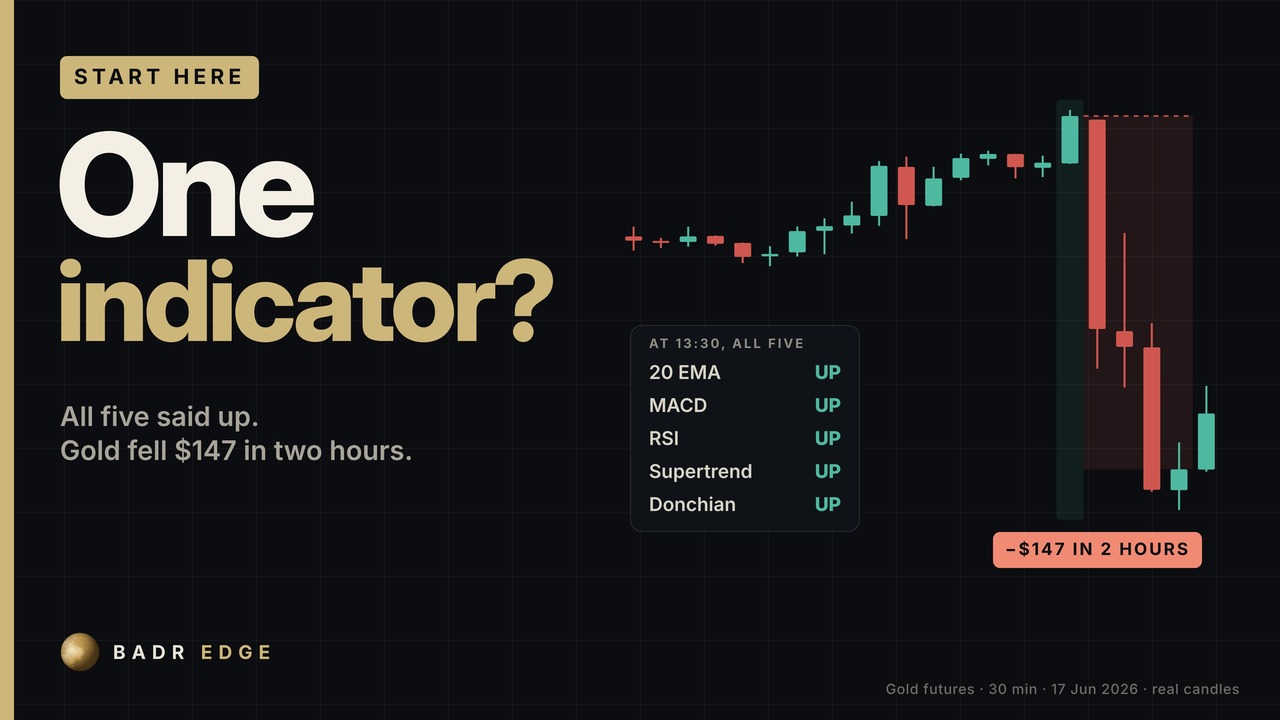 START HERE
One
indicator?
All five said up.
Gold fell $147 in two hours.
AT 13:30, ALL FIVE
20 EMA UP
MACD UP
RSI UP
Supertrend UP
Donchian UP
−$147 IN 2 HOURS
BADR EDGE
Gold futures · 30 min · 17 Jun 2026 · real candles